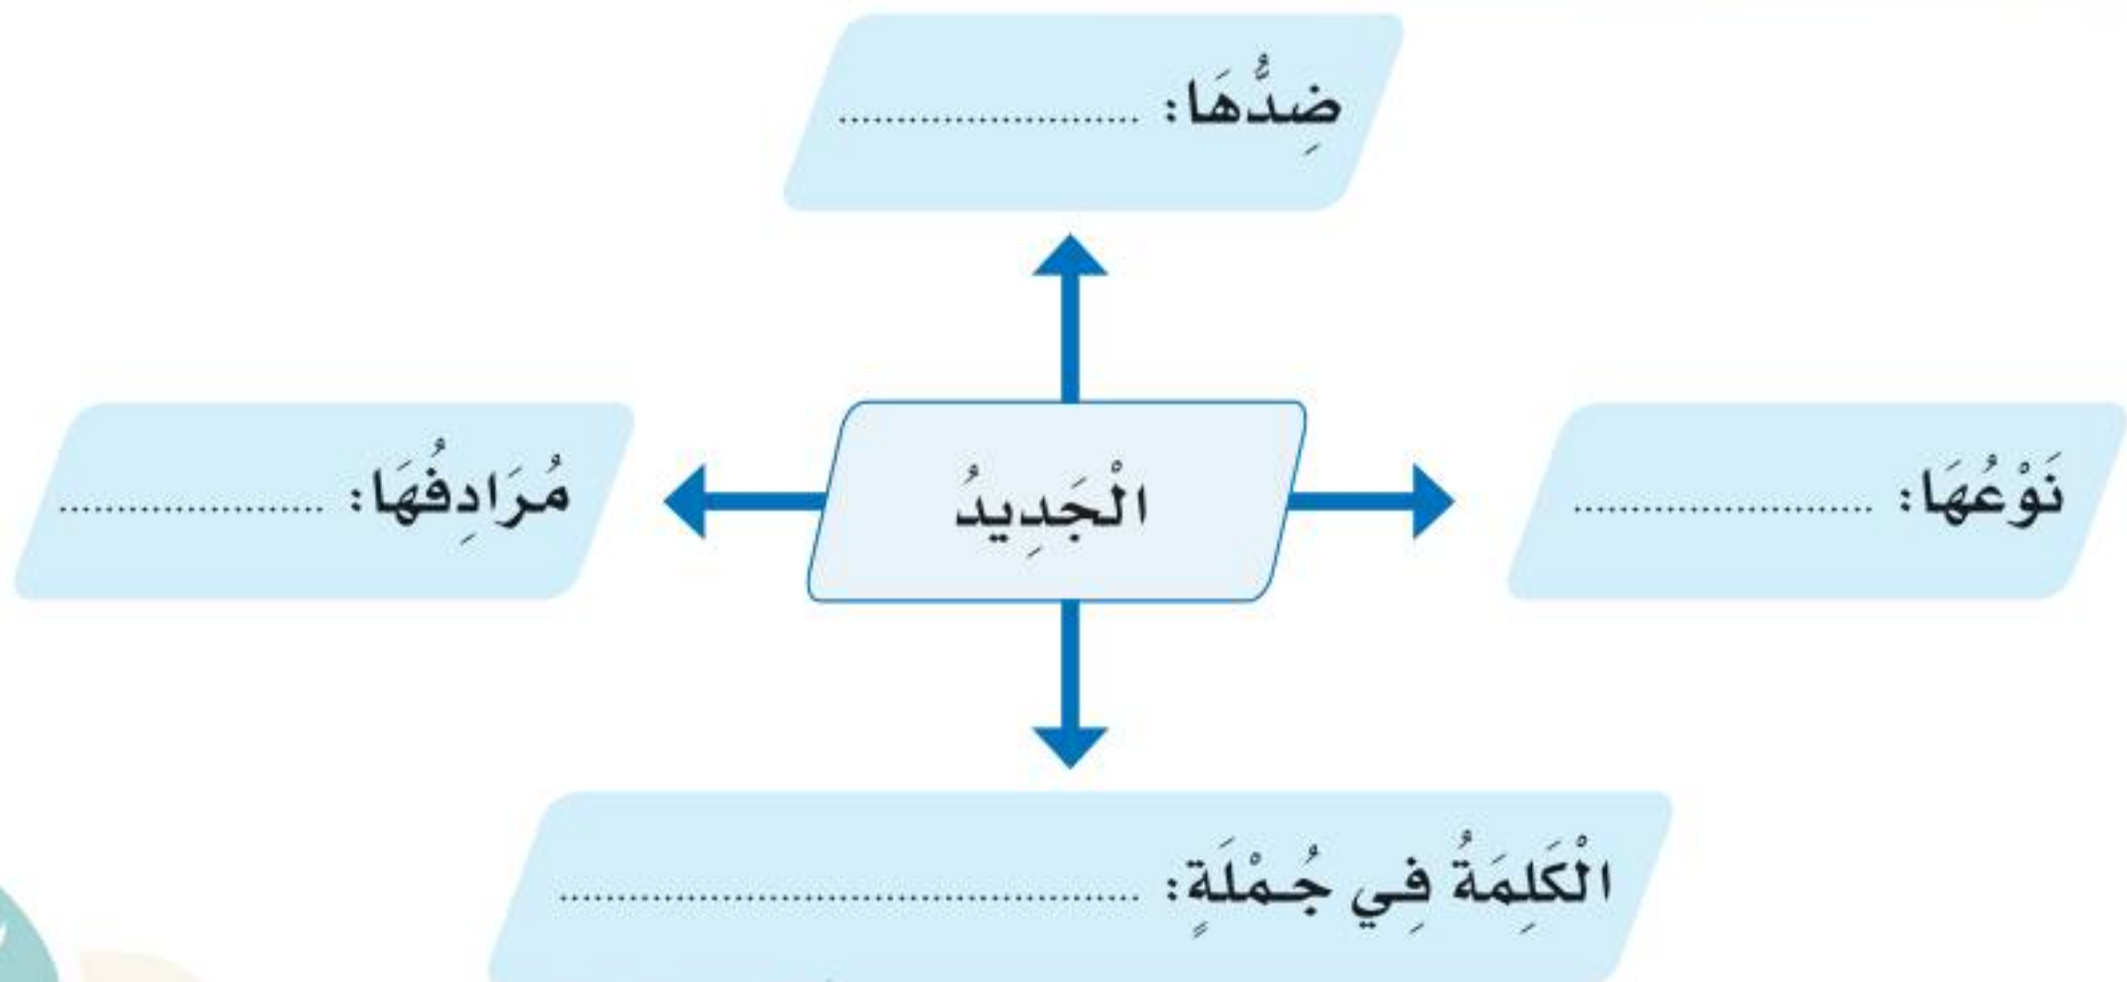 ضِدُّهَا: ........................
نَوْعُهَا: ........................
الْجَدِيدُ
مُرَادِفُهَا: ........................
الْكَلِمَةُ فِي جُمْلَةٍ: ................................................